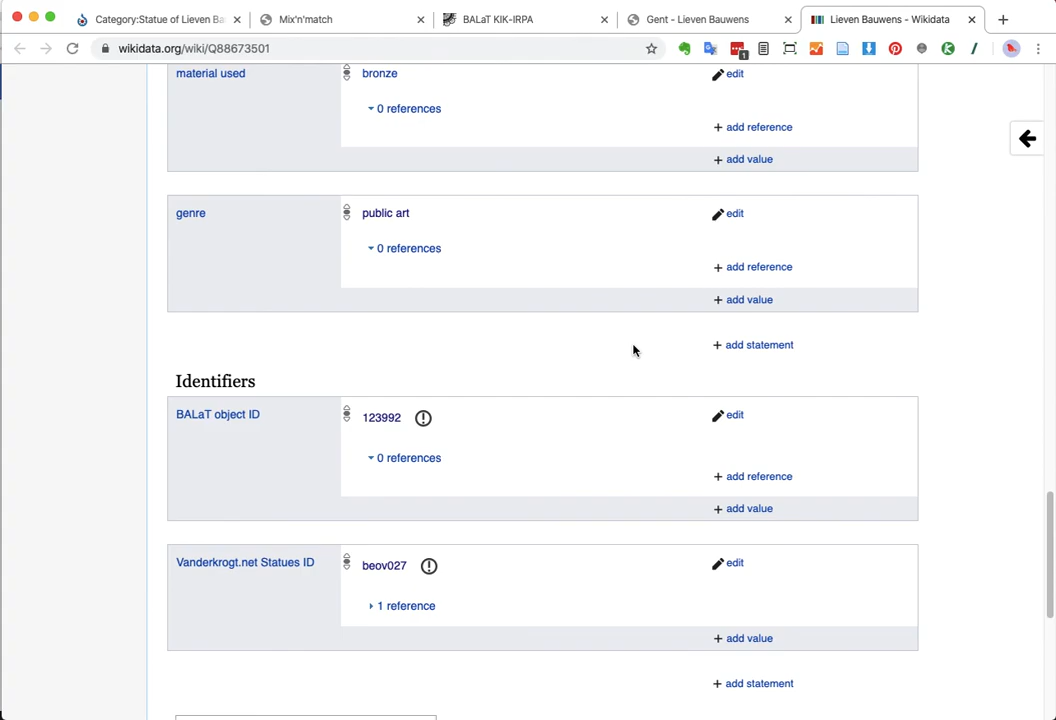 Category:Statue of Lieven Ba
Mix'n'match
BALaT KIK-IRPA
Gent - Lieven Bauwens
Lieven Bauwens - Wikidata
wikidata.org/wiki/Q88673501
1
material used
bronze
edit
0 references
+ add reference
+ add value
genre
public art
edit
0 references
+ add reference
+ add value
+ add statement
Identifiers
BALaT object ID
123992
edit
0 references
+ add reference
+ add value
Vanderkrogt.net Statues ID
beov027
edit
1 reference
+ add value
+ add statement